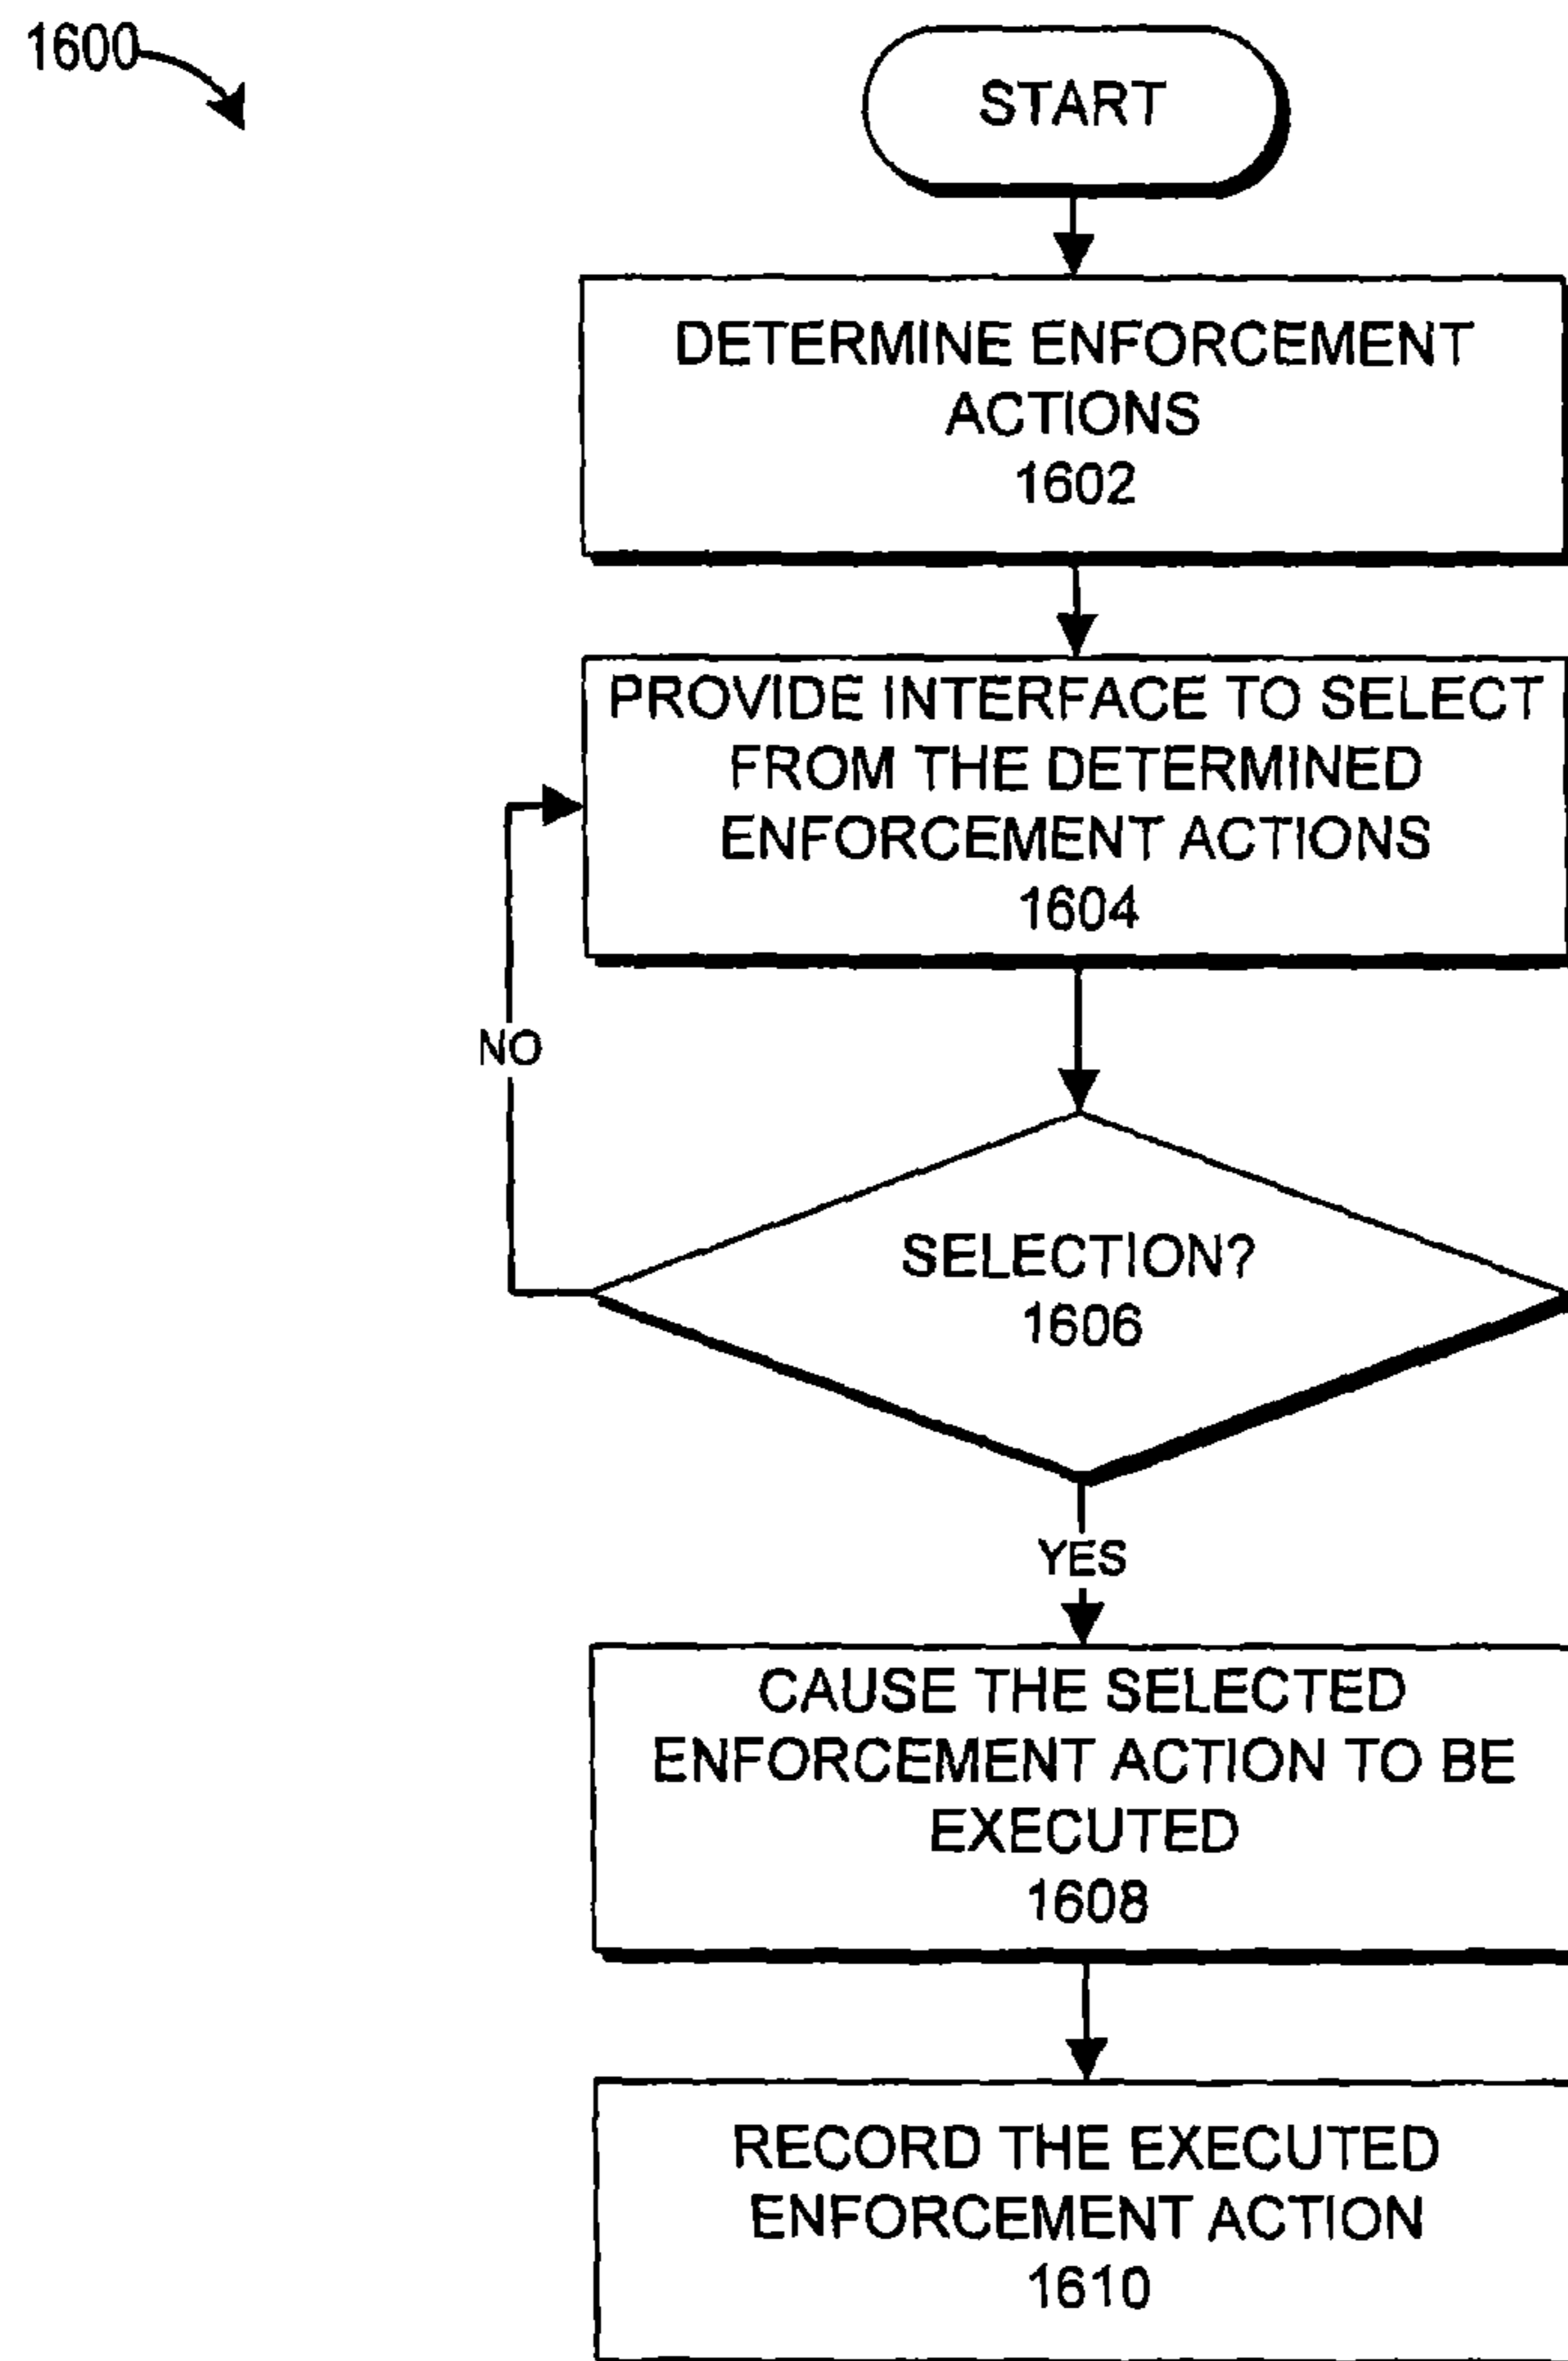 1600
START
DETERMINE ENFORCEMENT
ACTIONS
1602
PROVIDE INTERFACE TO SELECT
FROM THE DETERMINED
ENFORCEMENT ACTIONS
1604
NO
SELECTION?
1606
YES
CAUSE THE SELECTED
ENFORCEMENT ACTION TO BE
EXECUTED
1608
RECORD THE EXECUTED
ENFORCEMENT ACTION
1610